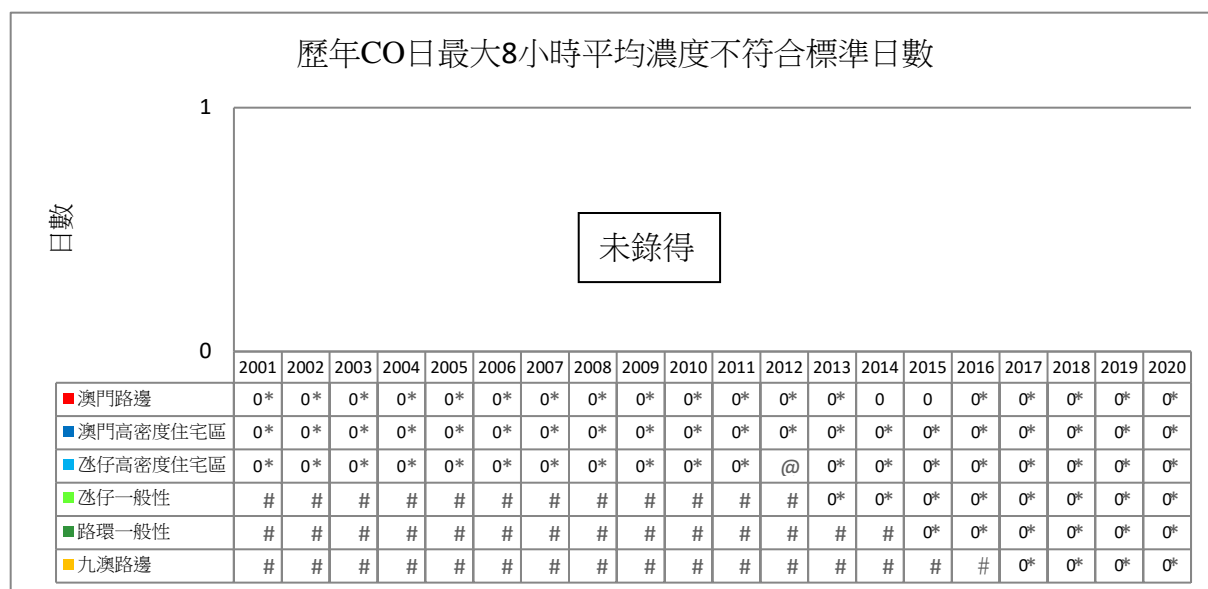 歷年CO日最大8小時平均濃度不符合標準日數
1
日數
未錄得
0
2001 2002 2003 2004 2005 2006 2007 2008 2009 2010 2011 2012 2013 2014 2015 2016 2017 2018 2019 2020
澳門路邊 0* 0* 0* 0* 0* 0* 0* 0* 0* 0* 0* 0* 0* 0 0 0* 0* 0* 0* 0*
澳門高密度住宅區 0* 0* 0* 0* 0* 0* 0* 0* 0* 0* 0* 0* 0* 0* 0* 0* 0* 0* 0* 0*
氹仔高密度住宅區 0* 0* 0* 0* 0* 0* 0* 0* 0* 0* 0* @ 0* 0* 0* 0* 0* 0* 0* 0*
氹仔一般性 # # # # # # # # # # # # 0* 0* 0* 0* 0* 0* 0* 0*
路環一般性 # # # # # # # # # # # # # # 0* 0* 0* 0* 0* 0*
九澳路邊 # # # # # # # # # # # # # # # # 0* 0* 0* 0*